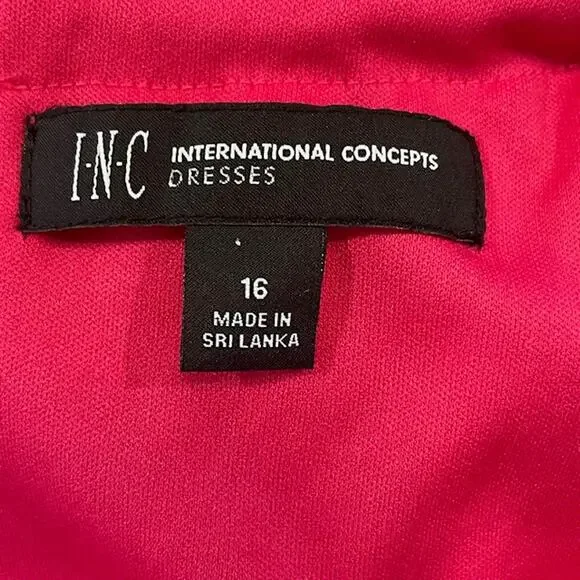 I·N·C INTERNATIONAL CONCEPTS
DRESSES
16
MADE IN
SRI LANKA